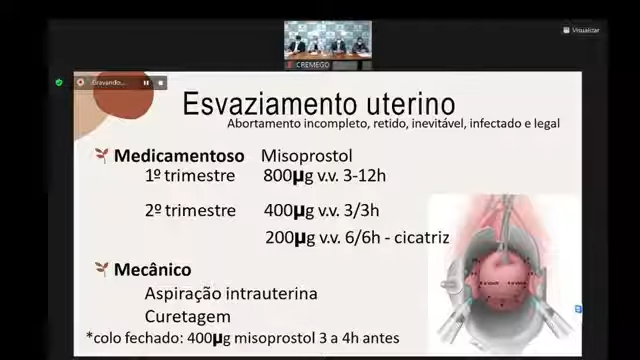 Visualizar
CREMEGO
Gravando...
Esvaziamento uterino
Abortamento incompleto, retido, inevitável, infectado e legal
Medicamentoso Misoprostol
1º trimestre 800µg v.v. 3-12h
2º trimestre 400µg v.v. 3/3h
200µg v.v. 6/6h - cicatriz
Mecânico
Aspiração intrauterina
Curetagem
*colo fechado: 400µg misoprostol 3 a 4h antes